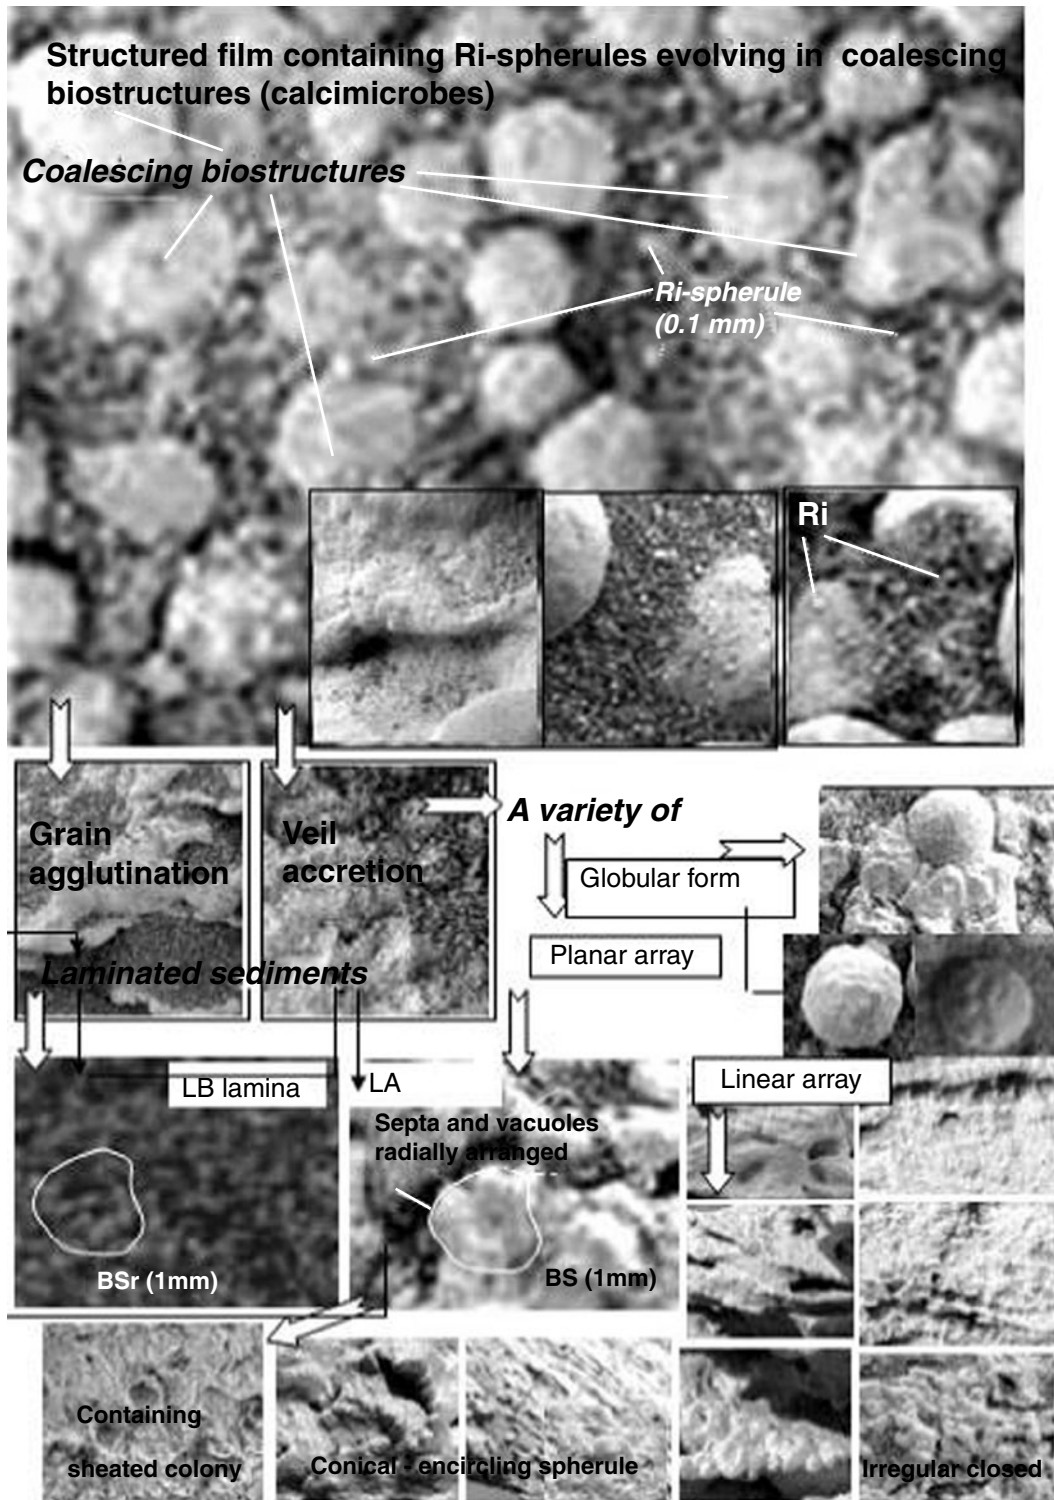 Structured film containing Ri-spherules evolving in coalescing
biostructures (calcimicrobes)
Coalescing biostructures
Ri-spherule
(0.1 mm)
Ri
Grain
agglutination
Veil
accretion
A variety of
Globular form
Planar array
Laminated sediments
LB lamina
LA
Linear array
Septa and vacuoles
radially arranged
BSr (1mm)
BS (1mm)
Containing
sheated colony
Conical - encircling spherule
Irregular closed